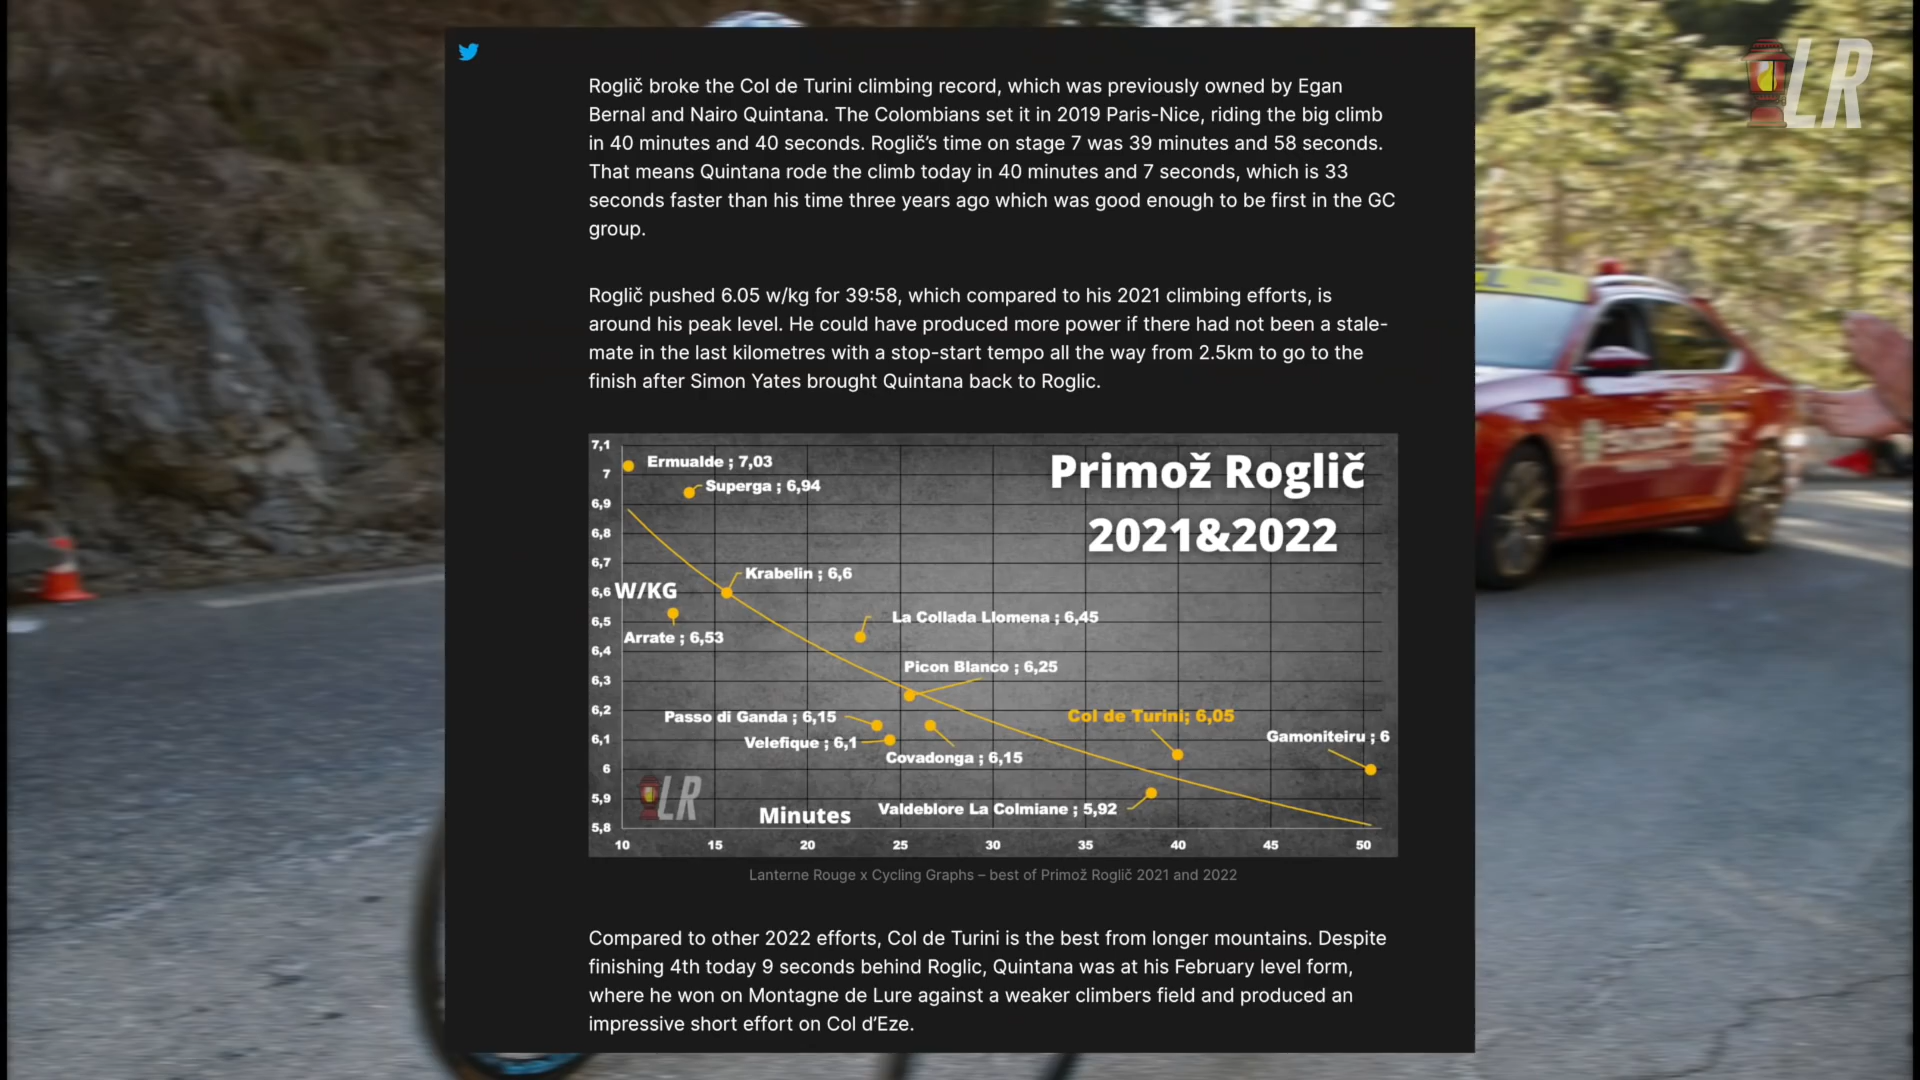 LR
Roglič broke the Col de Turini climbing record, which was previously owned by Egan
Bernal and Nairo Quintana. The Colombians set it in 2019 Paris-Nice, riding the big climb
in 40 minutes and 40 seconds. Roglič’s time on stage 7 was 39 minutes and 58 seconds.
That means Quintana rode the climb today in 40 minutes and 7 seconds, which is 33
seconds faster than his time three years ago which was good enough to be first in the GC
group.
Roglič pushed 6.05 w/kg for 39:58, which compared to his 2021 climbing efforts, is
around his peak level. He could have produced more power if there had not been a stale-
mate in the last kilometres with a stop-start tempo all the way from 2.5km to go to the
finish after Simon Yates brought Quintana back to Roglic.
Primož Roglič
2021&2022
7,1
7
6,9
6,8
6,7
6,6
6,5
6,4
6,3
6,2
6,1
6
5,9
5,8
W/KG
Ermualde ; 7,03
Superga ; 6,94
Krabelin ; 6,6
Arrate ; 6,53
La Collada Llomena ; 6,45
Picon Blanco ; 6,25
Passo di Ganda ; 6,15
Velefique ; 6,1
Covadonga ; 6,15
Col de Turini; 6,05
Gamoniteiru ; 6
Valdeblore La Colmiane ; 5,92
LR
Minutes
10 15 20 25 30 35 40 45 50
Lanterne Rouge x Cycling Graphs – best of Primož Roglič 2021 and 2022
Compared to other 2022 efforts, Col de Turini is the best from longer mountains. Despite
finishing 4th today 9 seconds behind Roglic, Quintana was at his February level form,
where he won on Montagne de Lure against a weaker climbers field and produced an
impressive short effort on Col d’Eze.